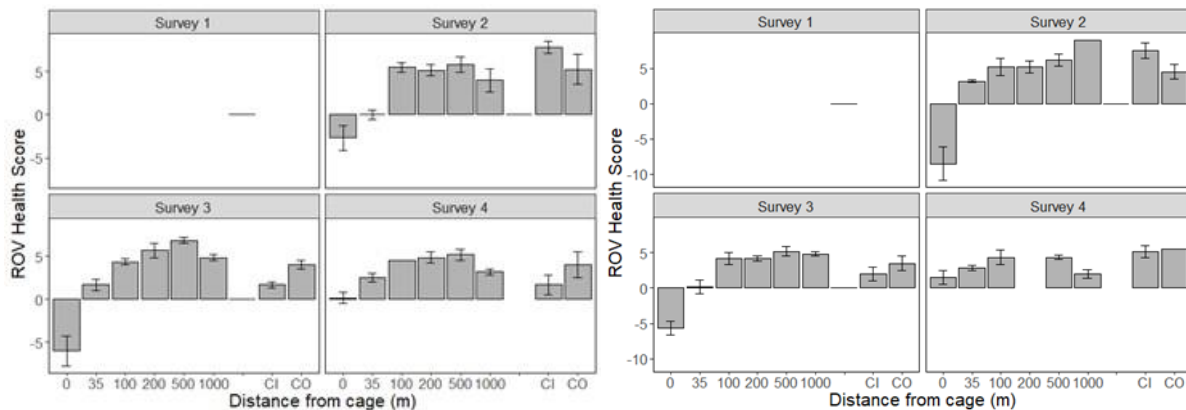 Survey 1 Survey 2
5
0
-5
Survey 3 Survey 4
5
0
-5
0 35 100 200 500 1000 CI CO 0 35 100 200 500 1000 CI CO
Distance from cage (m)
ROV Health Score
Survey 1 Survey 2
5
0
-5
-10
Survey 3 Survey 4
5
0
-5
-10
0 35 100 200 500 1000 CI CO 0 35 100 200 500 1000 CI CO
Distance from cage (m)
ROV Health Score